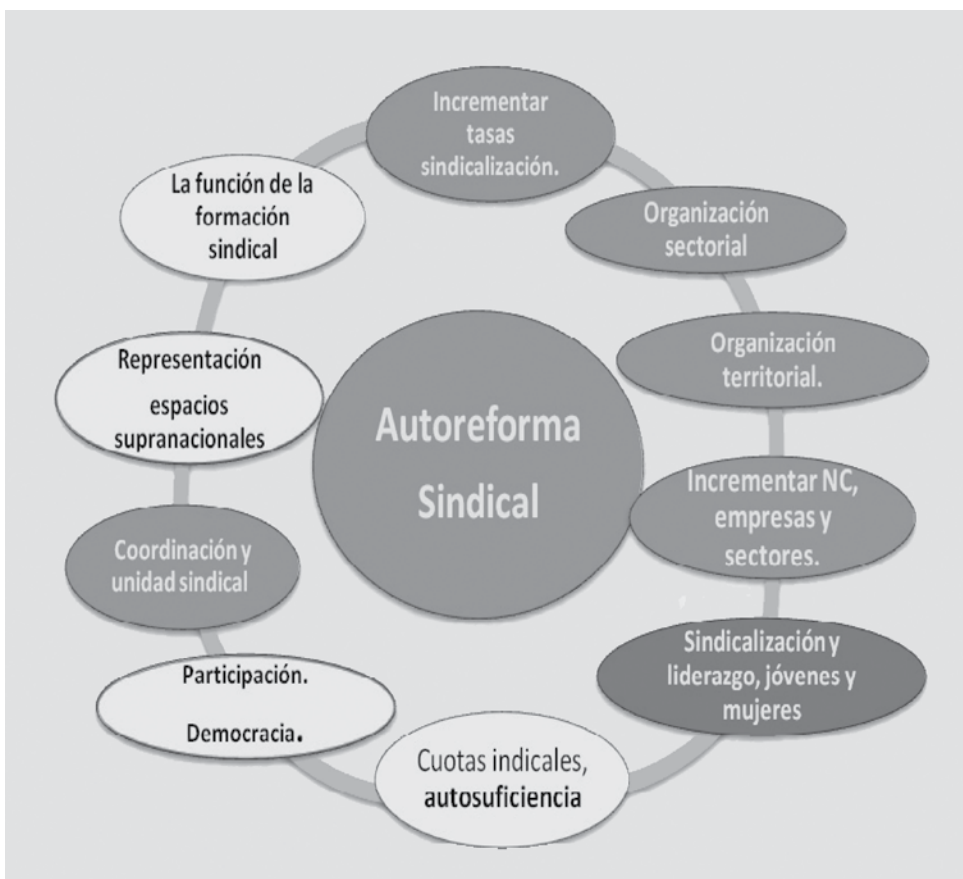 Incrementar
tasas
sindicalización.
Organización
sectorial
Organización
territorial.
Incrementar NC,
empresas y
sectores.
Sindicalización y
liderazgo, jóvenes y
mujeres
Cuotas indicales,
autosuficiencia
Participación.
Democracia.
Coordinación y
unidad sindical
Representación
espacios
supranacionales
La función de la
formación
sindical
Autoreforma
Sindical